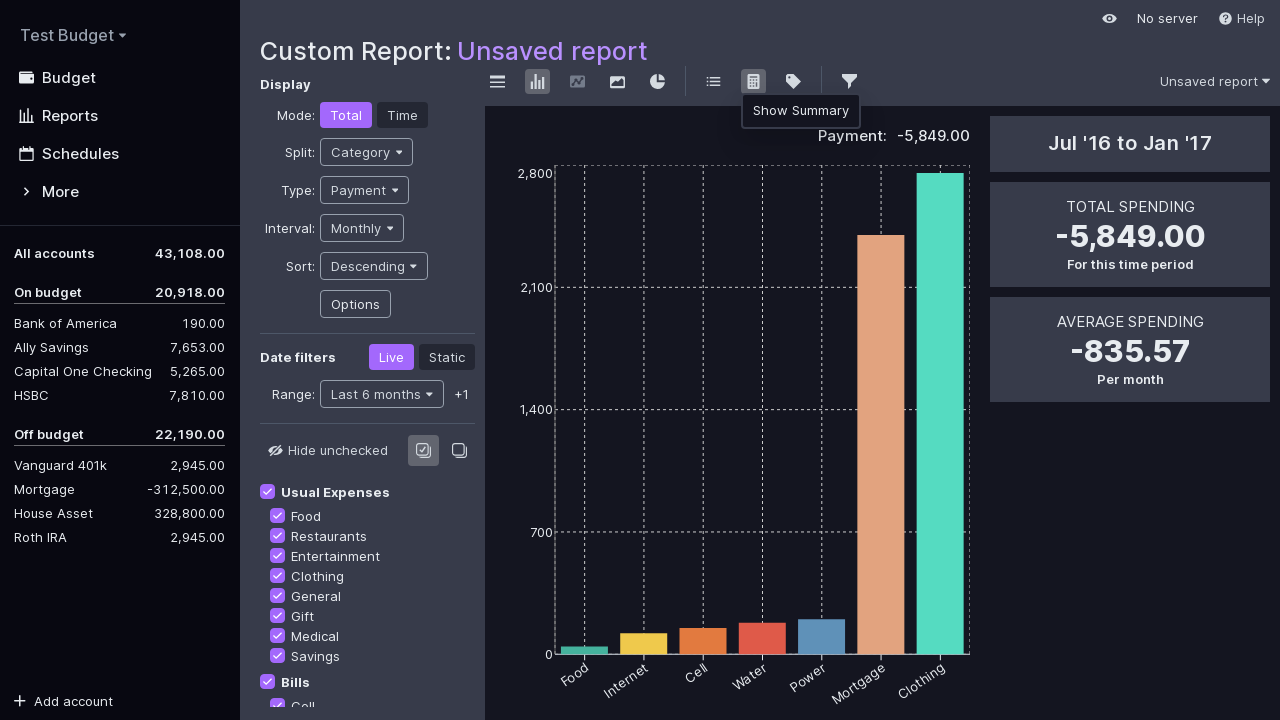 Test Budget
Budget
Reports
Schedules
More
All accounts 43,108.00
On budget 20,918.00
Bank of America 190.00
Ally Savings 7,653.00
Capital One Checking 5,265.00
HSBC 7,810.00
Off budget 22,190.00
Vanguard 401k 2,945.00
Mortgage -312,500.00
House Asset 328,800.00
Roth IRA 2,945.00
Add account
No server Help
Custom Report: Unsaved report
Display
Mode: Total Time
Split: Category
Type: Payment
Interval: Monthly
Sort: Descending
Options
Date filters Live Static
Range: Last 6 months +1
Hide unchecked
Usual Expenses
Food
Restaurants
Entertainment
Clothing
General
Gift
Medical
Savings
Bills
Cell
Unsaved report
Show Summary
Payment: -5,849.00
2,800
2,100
1,400
700
0
Food Internet Cell Water Power Mortgage Clothing
Jul '16 to Jan '17
TOTAL SPENDING
-5,849.00
For this time period
AVERAGE SPENDING
-835.57
Per month